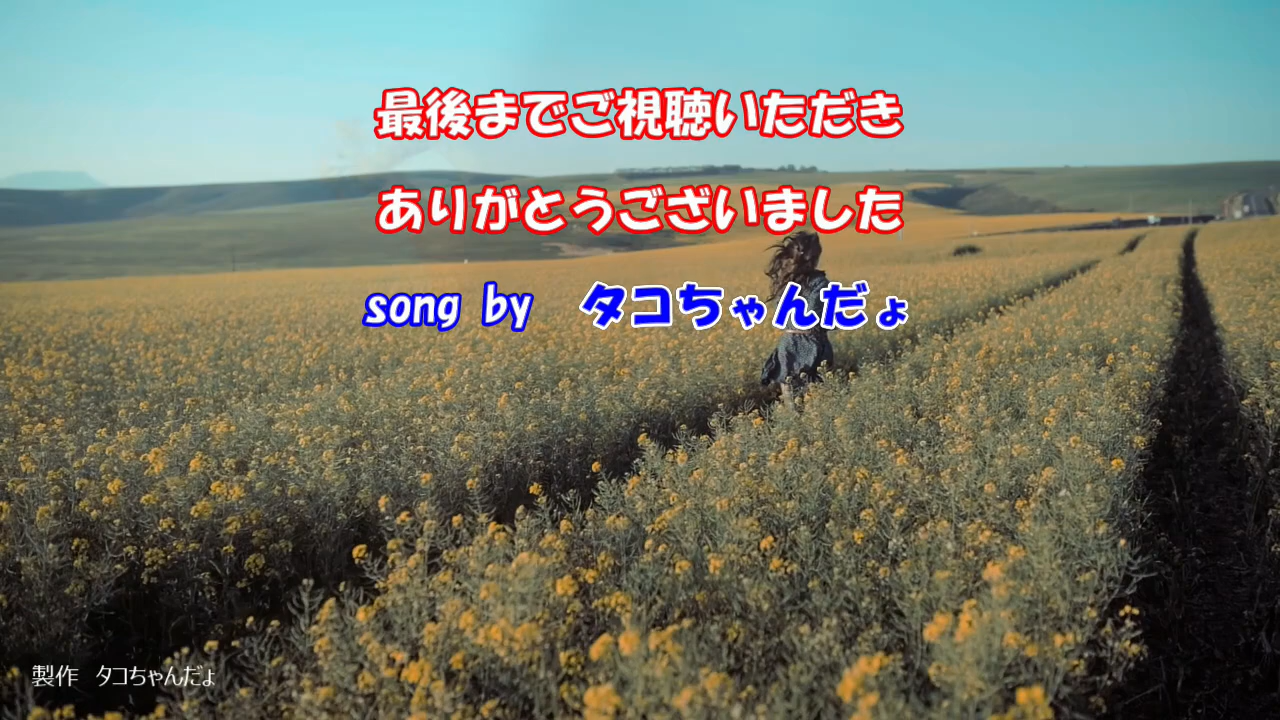 最後までご視聴いただき
ありがとうございました
song by　タコちゃんだょ
製作　タコちゃんだょ